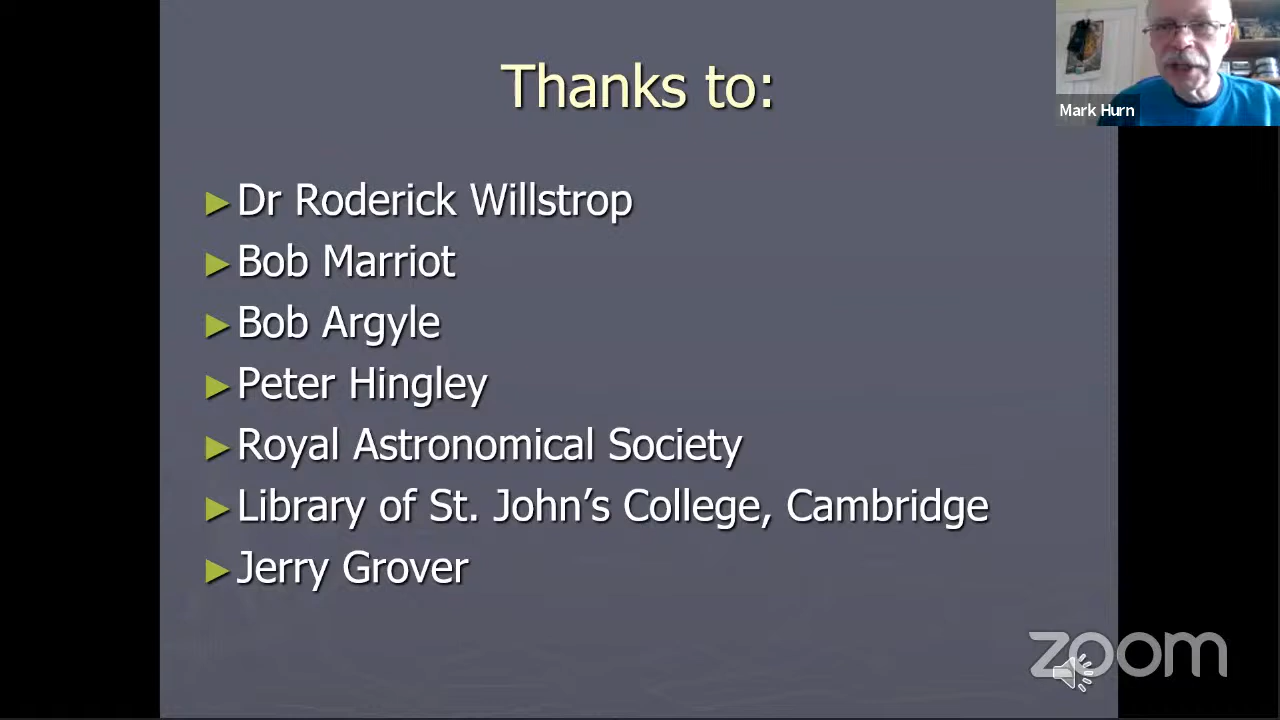 Thanks to:
Mark Hurn
Dr Roderick Willstrop
Bob Marriot
Bob Argyle
Peter Hingley
Royal Astronomical Society
Library of St. John’s College, Cambridge
Jerry Grover
zoom